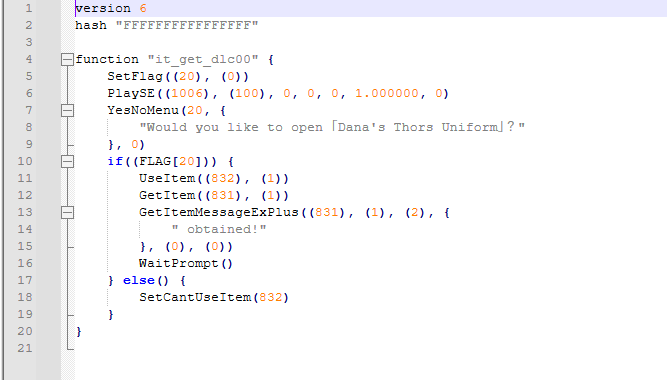 1 version 6
2 hash "FFFFFFFFFFFFFFFF"
3
4 function "it_get_dlc00" {
5 SetFlag((20), (0))
6 PlaySE((1006), (100), 0, 0, 0, 1.000000, 0)
7 YesNoMenu(20, {
8 "Would you like to open「Dana's Thors Uniform」？"
9 }, 0)
10 if((FLAG[20])) {
11 UseItem((832), (1))
12 GetItem((831), (1))
13 GetItemMessageExPlus((831), (1), (2), {
14 " obtained!"
15 }, (0), (0))
16 WaitPrompt()
17 } else() {
18 SetCantUseItem(832)
19 }
20 }
21